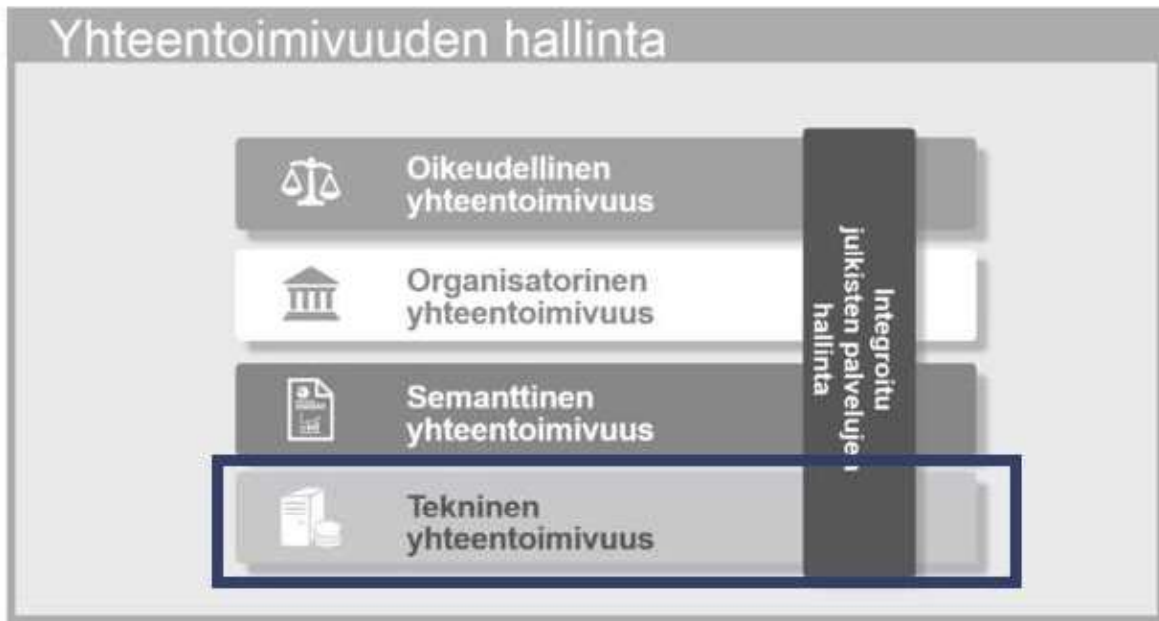 Yhteentoimivuuden hallinta
Oikeudellinen
yhteentoimivuus
Organisatorinen
yhteentoimivuus
Semanttinen
yhteentoimivuus
Tekninen
yhteentoimivuus
Integroitu
julkisten palvelujen
hallinta